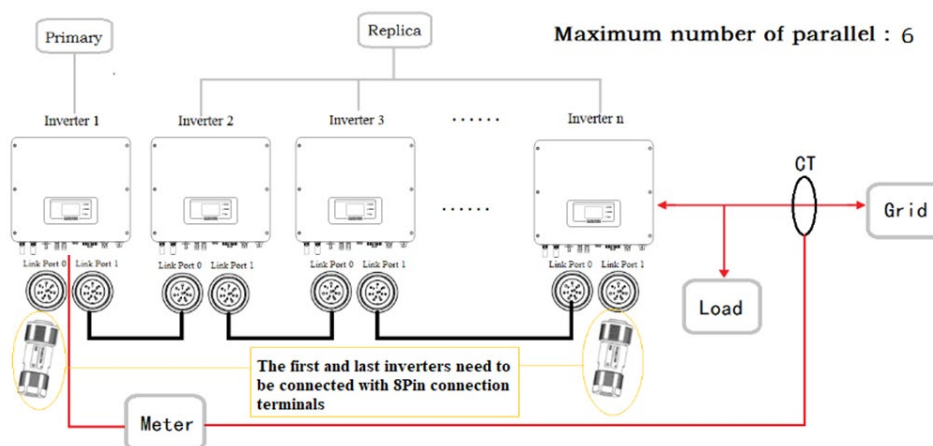 Primary
Replica
Maximum number of parallel : 6
Inverter 1
Inverter 2
Inverter 3
......
Inverter n
......
CT
Grid
Link Port 0
Link Port 1
Link Port 0
Link Port 1
Link Port 0
Link Port 1
Link Port 0
Link Port 1
Load
The first and last inverters need to
be connected with 8Pin connection
terminals
Meter